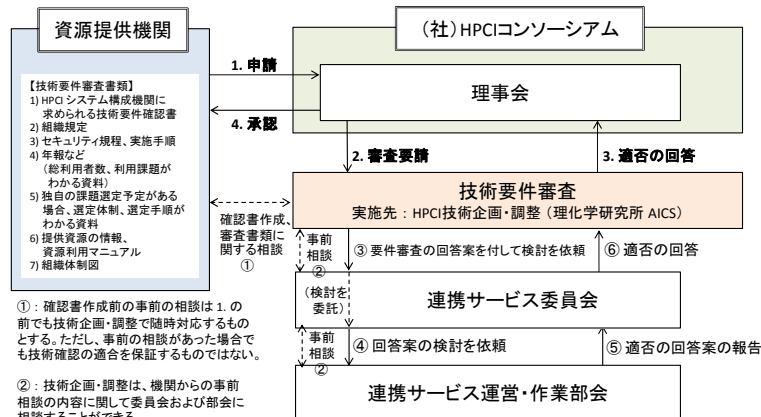 資源提供機関
(社)HPCIコンソーシアム
【技術要件審査書類】
1) HPCI システム構成機関に
求められる技術要件確認書
2) 組織規定
3) セキュリティ規程、実施手順
4) 年報など
(総利用者数、利用課題が
わかる資料)
5) 独自の課題選定予定がある
場合、選定体制、選定手順が
わかる資料
6) 提供資源の情報、
資源利用マニュアル
7) 組織体制図
1. 申請
4. 承認
理事会
2. 審査要請
3. 適否の回答
技術要件審査
実施先:HPCI技術企画・調整(理化学研究所 AICS)
確認書作成、
審査書類に
関する相談
①
事前
相談
②
③ 要件審査の回答案を付して検討を依頼
⑥ 適否の回答
(検討を
委託)
連携サービス委員会
事前
相談
②
④ 回答案の検討を依頼
⑤ 適否の回答案の報告
連携サービス運営・作業部会
①:確認書作成前の事前の相談は 1. の
前でも技術企画・調整で随時対応するもの
とする。ただし、事前の相談があった場合で
も技術確認の適合を保証するものではない。
②:技術企画・調整は、機関からの事前
相談の内容に関して委員会および部会に
相談することができる